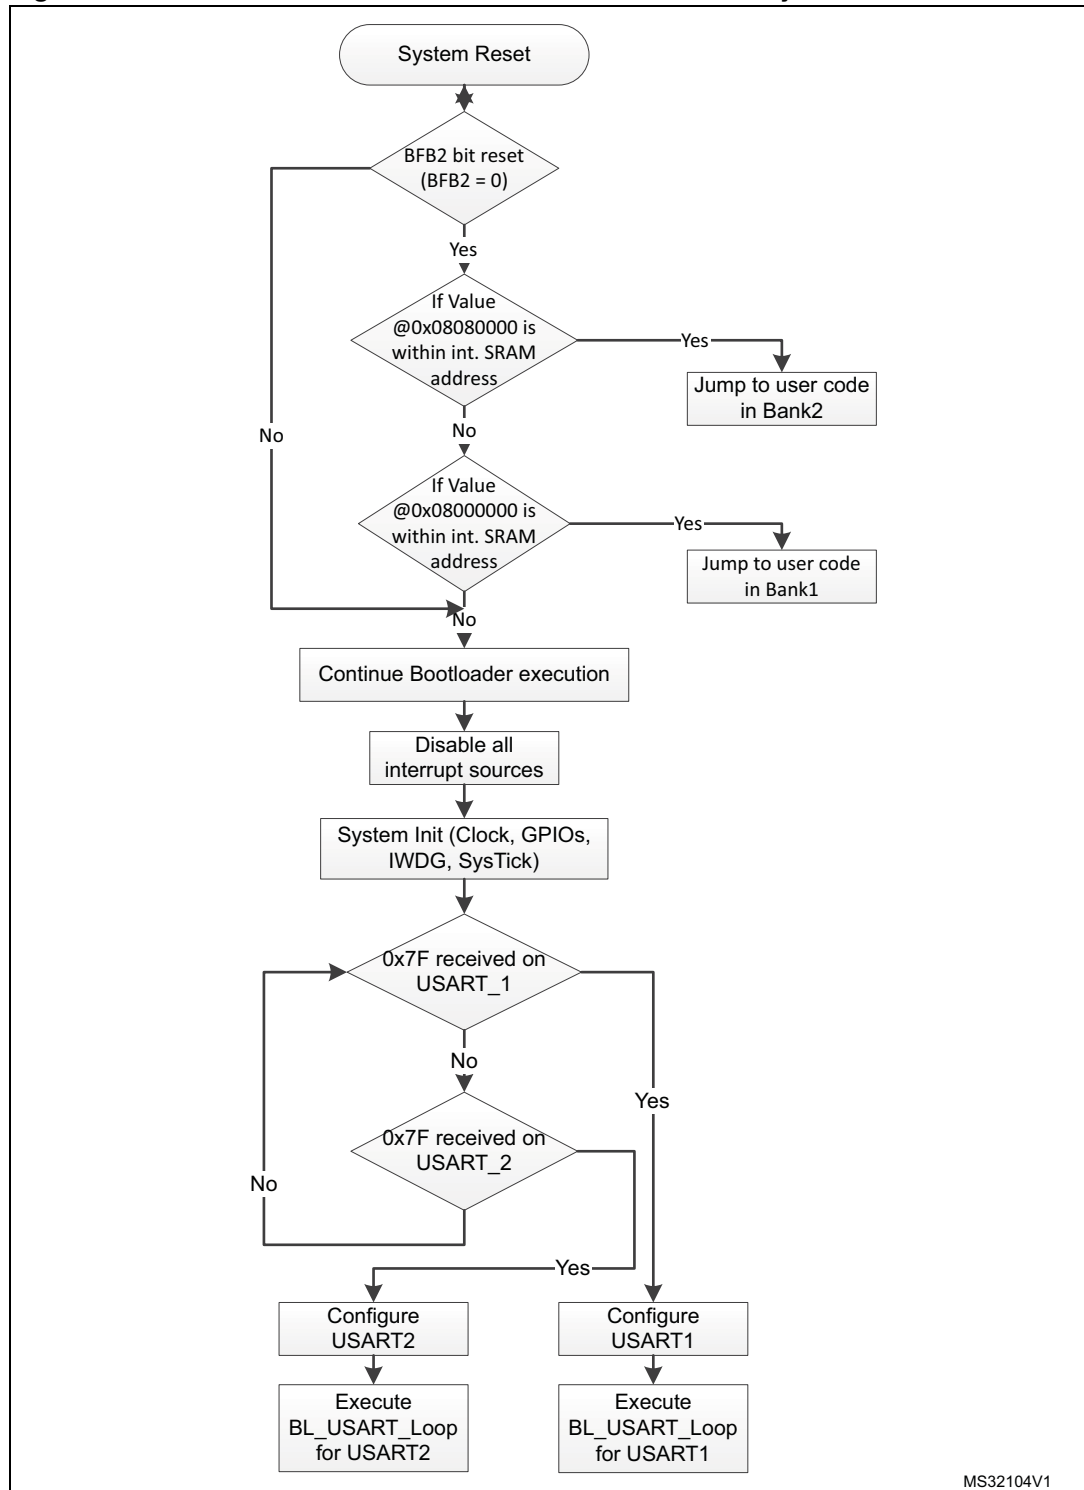 System Reset
BFB2 bit reset
(BFB2 = 0)
Yes
If Value
@0x08080000 is
within int. SRAM
address
Yes
Jump to user code
in Bank2
No
No
If Value
@0x08000000 is
within int. SRAM
address
Yes
Jump to user code
in Bank1
No
Continue Bootloader execution
Disable all
interrupt sources
System Init (Clock, GPIOs,
IWDG, SysTick)
0x7F received on
USART_1
No
Yes
0x7F received on
USART_2
No
Yes
Configure
USART2
Configure
USART1
Execute
BL_USART_Loop
for USART2
Execute
BL_USART_Loop
for USART1
MS32104V1